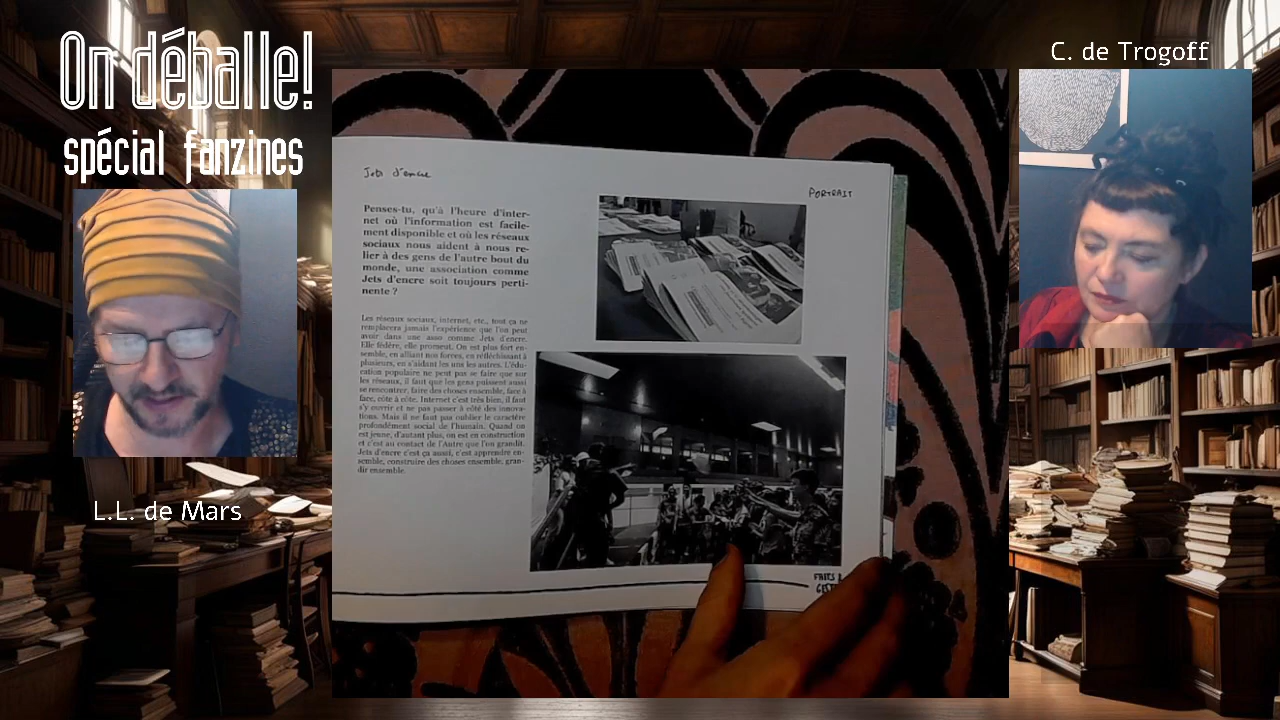 On déballe!
spécial fanzines
C. de Trogoff
L.L. de Mars
Jets d'encre
PORTRAIT
Penses-tu, qu'à l'heure d'inter-
net où l'information est facile-
ment disponible et où les réseaux
sociaux nous aident à nous re-
lier à des gens de l'autre bout du
monde, une association comme
Jets d'encre soit toujours perti-
nente ?
Les réseaux sociaux, internet, etc., tout ça ne
remplacera jamais l'expérience que l'on peut
avoir dans une asso comme Jets d'encre.
Elle fédère, elle promeut. On est plus fort en-
semble, en alliant nos forces, en réfléchissant à
plusieurs, en s'aidant les uns les autres. L'édu-
cation populaire ne peut pas se faire que sur
les réseaux, il faut que les gens puissent aussi
se rencontrer, faire des choses ensemble, face à
face, côte à côte. Internet c'est très bien, il faut
s'y ouvrir et ne pas passer à côté des innova-
tions. Mais il ne faut pas oublier le caractère
profondément social de l'humain. Quand on
est jeune, d'autant plus, on est en construction
et c'est au contact de l'Autre que l'on grandit.
Jets d'encre c'est ça aussi, c'est apprendre en-
semble, construire des choses ensemble, gran-
dir ensemble.
FAITS &